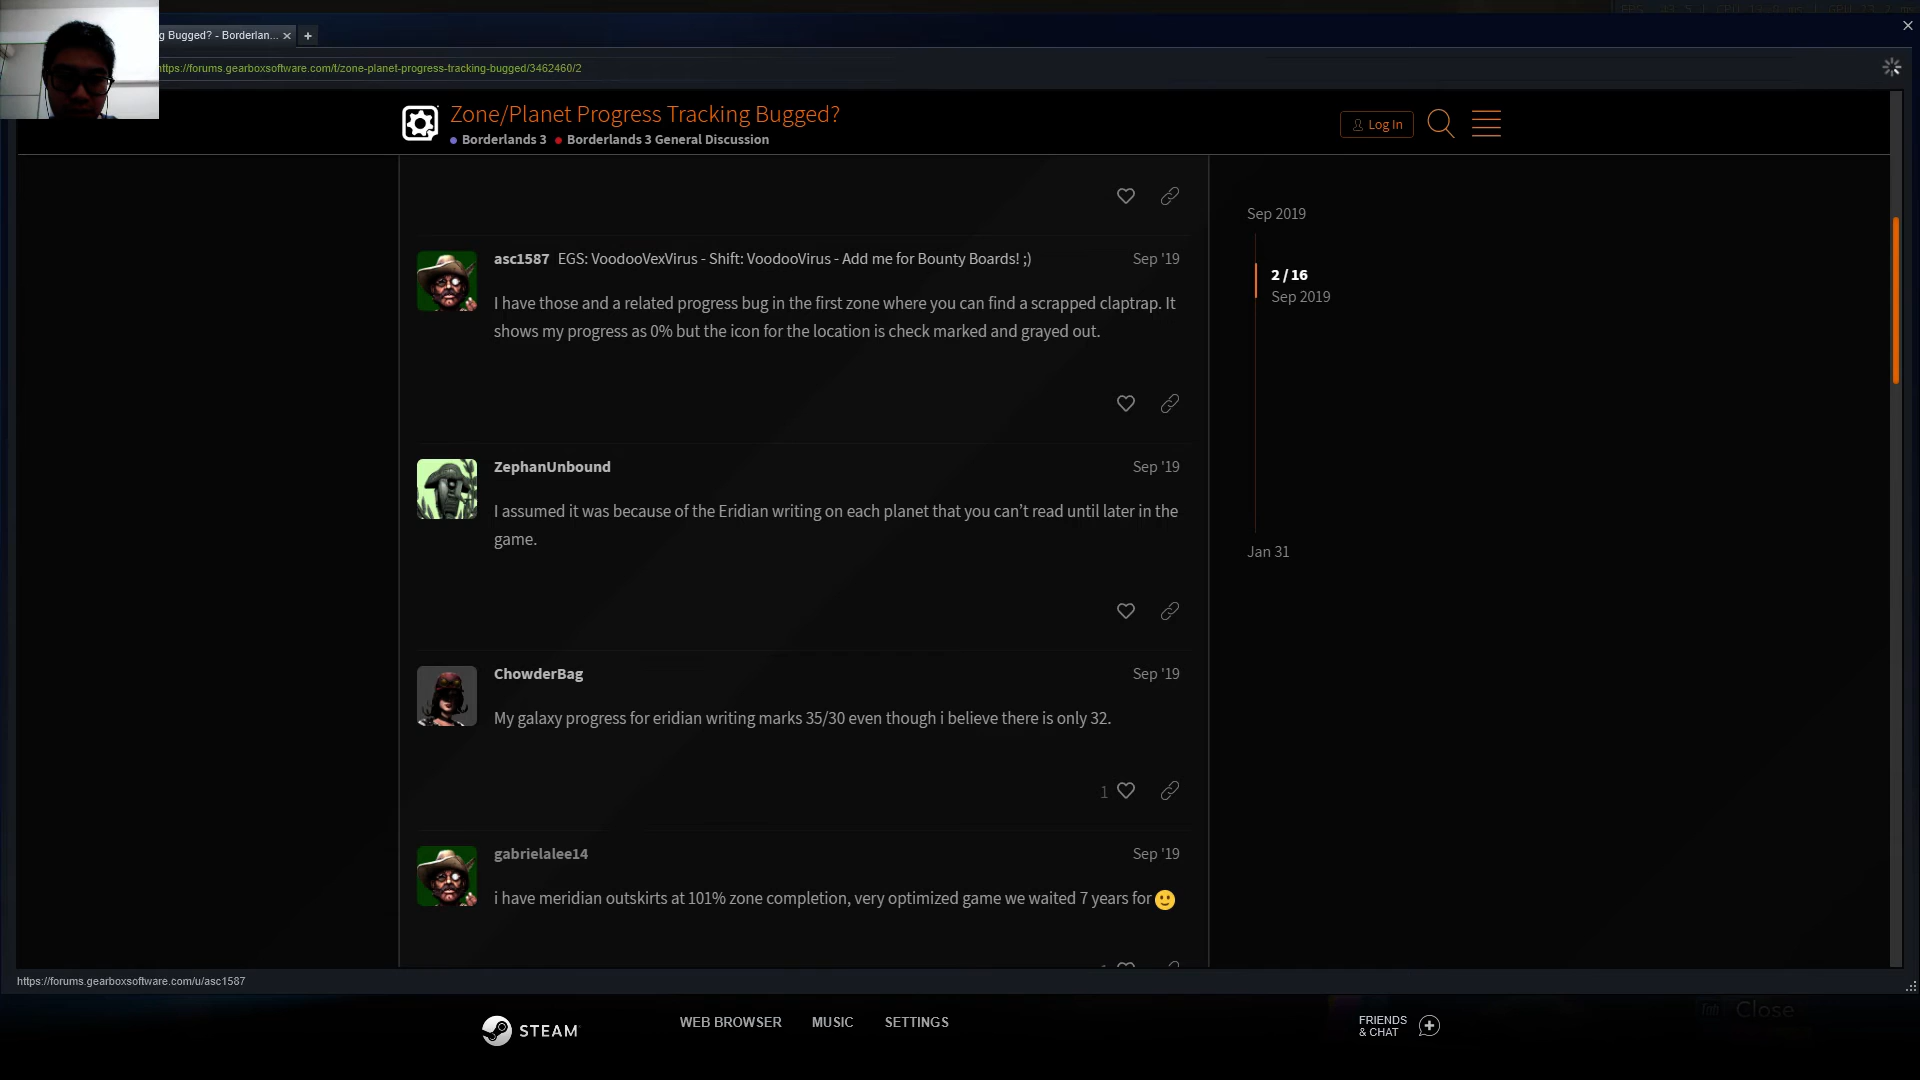 g Bugged? - Borderlan...
https://forums.gearboxsoftware.com/t/zone-planet-progress-tracking-bugged/3462460/2
Zone/Planet Progress Tracking Bugged?
Borderlands 3 Borderlands 3 General Discussion
Log In
Sep 2019
asc1587 EGS: VoodooVexVirus - Shift: VoodooVirus - Add me for Bounty Boards! ;) Sep '19
2 / 16
Sep 2019
I have those and a related progress bug in the first zone where you can find a scrapped claptrap. It
shows my progress as 0% but the icon for the location is check marked and grayed out.
ZephanUnbound Sep '19
I assumed it was because of the Eridian writing on each planet that you can’t read until later in the
game.
Jan 31
ChowderBag Sep '19
My galaxy progress for eridian writing marks 35/30 even though i believe there is only 32.
1
gabrielalee14 Sep '19
i have meridian outskirts at 101% zone completion, very optimized game we waited 7 years for
https://forums.gearboxsoftware.com/u/asc1587
STEAM
WEB BROWSER MUSIC SETTINGS
FRIENDS
& CHAT
Close